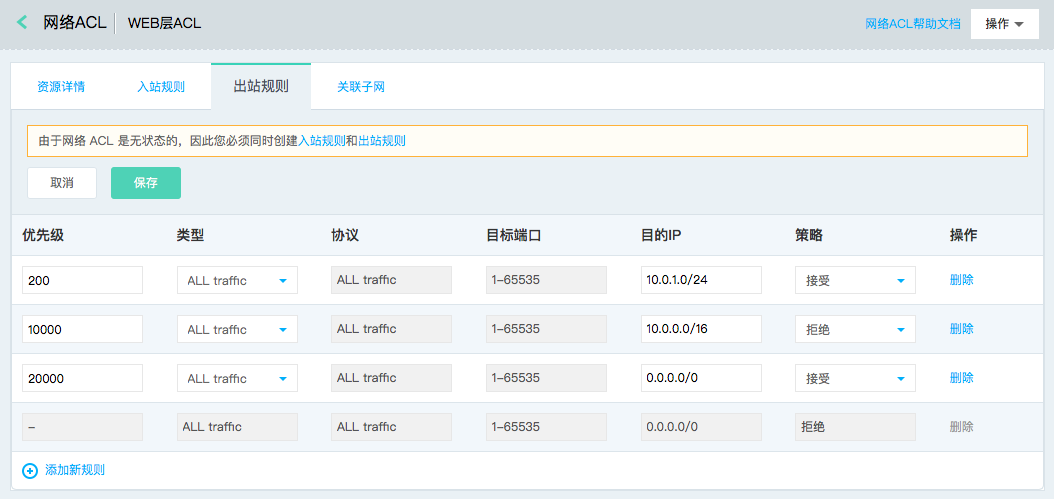 网络ACL WEB层ACL 网络ACL帮助文档 操作
资源详情 入站规则 出站规则 关联子网
由于网络 ACL 是无状态的，因此您必须同时创建入站规则和出站规则
取消 保存
优先级 类型 协议 目标端口 目的IP 策略 操作
200 ALL traffic ALL traffic 1-65535 10.0.1.0/24 接受 删除
10000 ALL traffic ALL traffic 1-65535 10.0.0.0/16 拒绝 删除
20000 ALL traffic ALL traffic 1-65535 0.0.0.0/0 接受 删除
- ALL traffic ALL traffic 1-65535 0.0.0.0/0 拒绝 删除
添加新规则